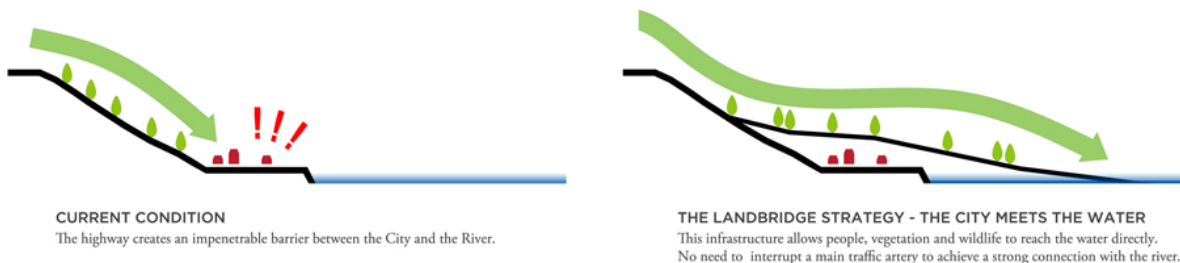 CURRENT CONDITION
The highway creates an impenetrable barrier between the City and the River.
THE LANDBRIDGE STRATEGY - THE CITY MEETS THE WATER
This infrastructure allows people, vegetation and wildlife to reach the water directly.
No need to interrupt a main traffic artery to achieve a strong connection with the river.